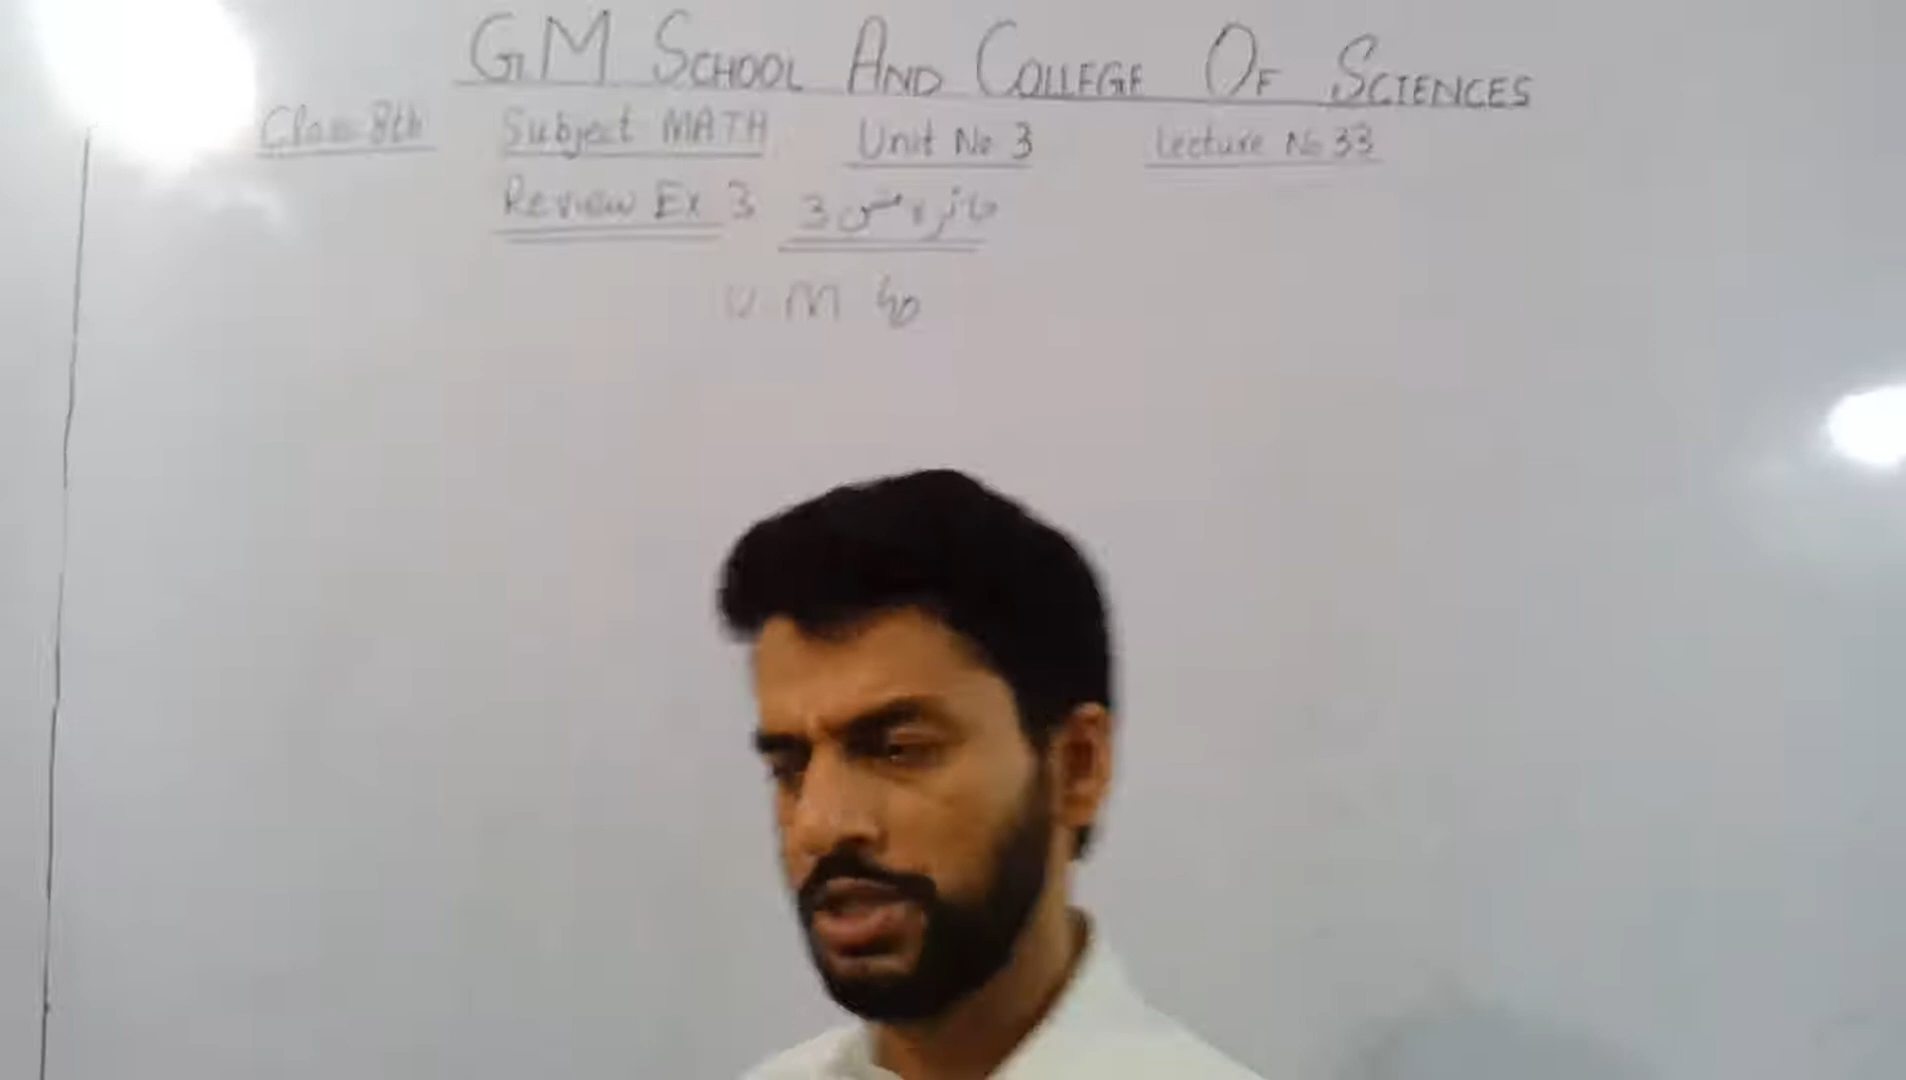 GM SCHOOL AND COLLEGE OF SCIENCES
Class 8th Subject MATH Unit No 3 Lecture No 33
Review Ex 3 جائزہ مشق 3